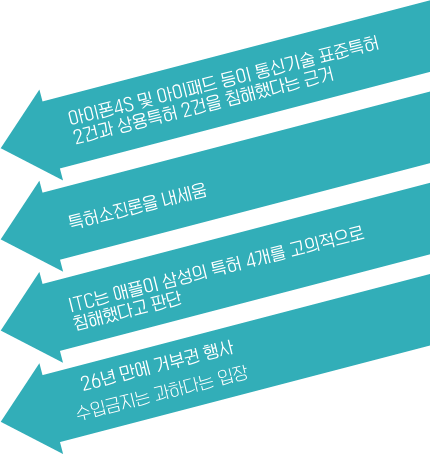 아이폰4S 및 아이패드 등이 통신기술 표준특허
2건과 상용특허 2건을 침해했다는 근거
특허소진론을 내세움
ITC는 애플이 삼성의 특허 4개를 고의적으로
침해했다고 판단
26년 만에 거부권 행사
수입금지는 과하다는 입장